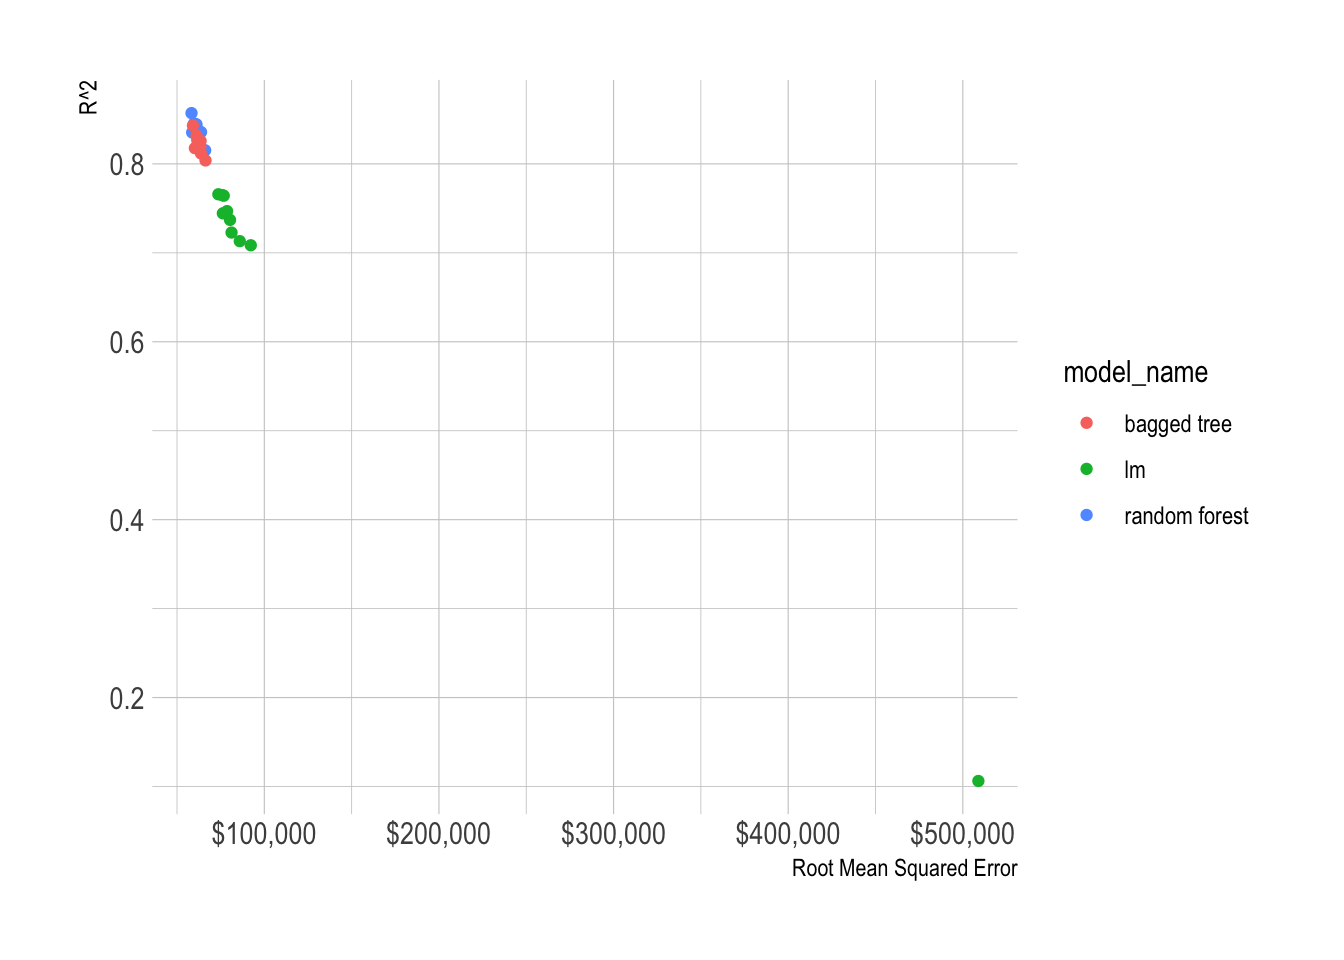 R^2
0.8
0.6
0.4
0.2
$100,000
$200,000
$300,000
$400,000
$500,000
Root Mean Squared Error
model_name
bagged tree
lm
random forest